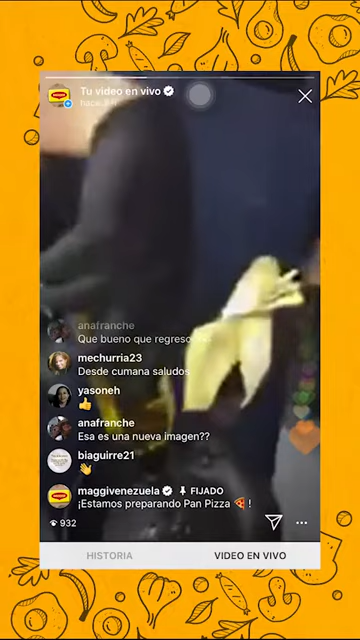 Tu video en vivo
anafranche
Que bueno que regreso
mechurria23
Desde cumana saludos
yasoneh
👍
anafranche
Esa es una nueva imagen??
biaguirre21
👋
maggivenezuela FIJADO
¡Estamos preparando Pan Pizza 🍕 !
932
HISTORIA VIDEO EN VIVO